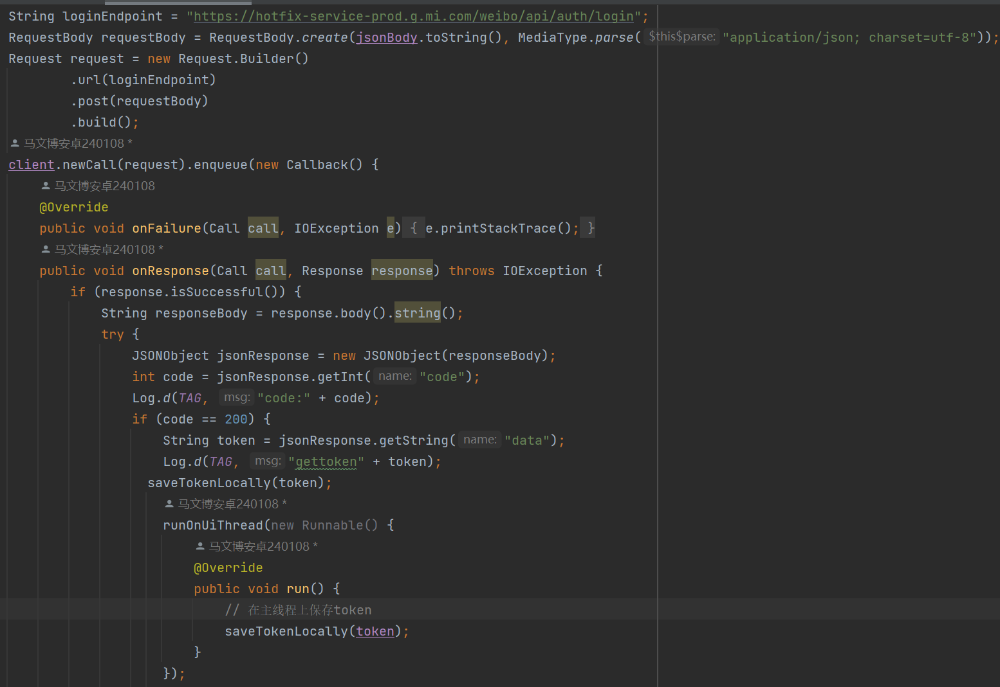 String loginEndpoint = "https://hotfix-service-prod.g.mi.com/weibo/api/auth/login";
RequestBody requestBody = RequestBody.create(jsonBody.toString(), MediaType.parse( $this$parse: "application/json; charset=utf-8"));
Request request = new Request.Builder()
.url(loginEndpoint)
.post(requestBody)
.build();
马文博安卓240108 *
client.newCall(request).enqueue(new Callback() {
马文博安卓240108
@Override
public void onFailure(Call call, IOException e) { e.printStackTrace(); }
马文博安卓240108 *
public void onResponse(Call call, Response response) throws IOException {
if (response.isSuccessful()) {
String responseBody = response.body().string();
try {
JSONObject jsonResponse = new JSONObject(responseBody);
int code = jsonResponse.getInt( name: "code");
Log.d(TAG, msg: "code:" + code);
if (code == 200) {
String token = jsonResponse.getString( name: "data");
Log.d(TAG, msg: "gettoken" + token);
saveTokenLocally(token);
马文博安卓240108 *
runOnUiThread(new Runnable() {
马文博安卓240108 *
@Override
public void run() {
// 在主线程上保存token
saveTokenLocally(token);
}
});